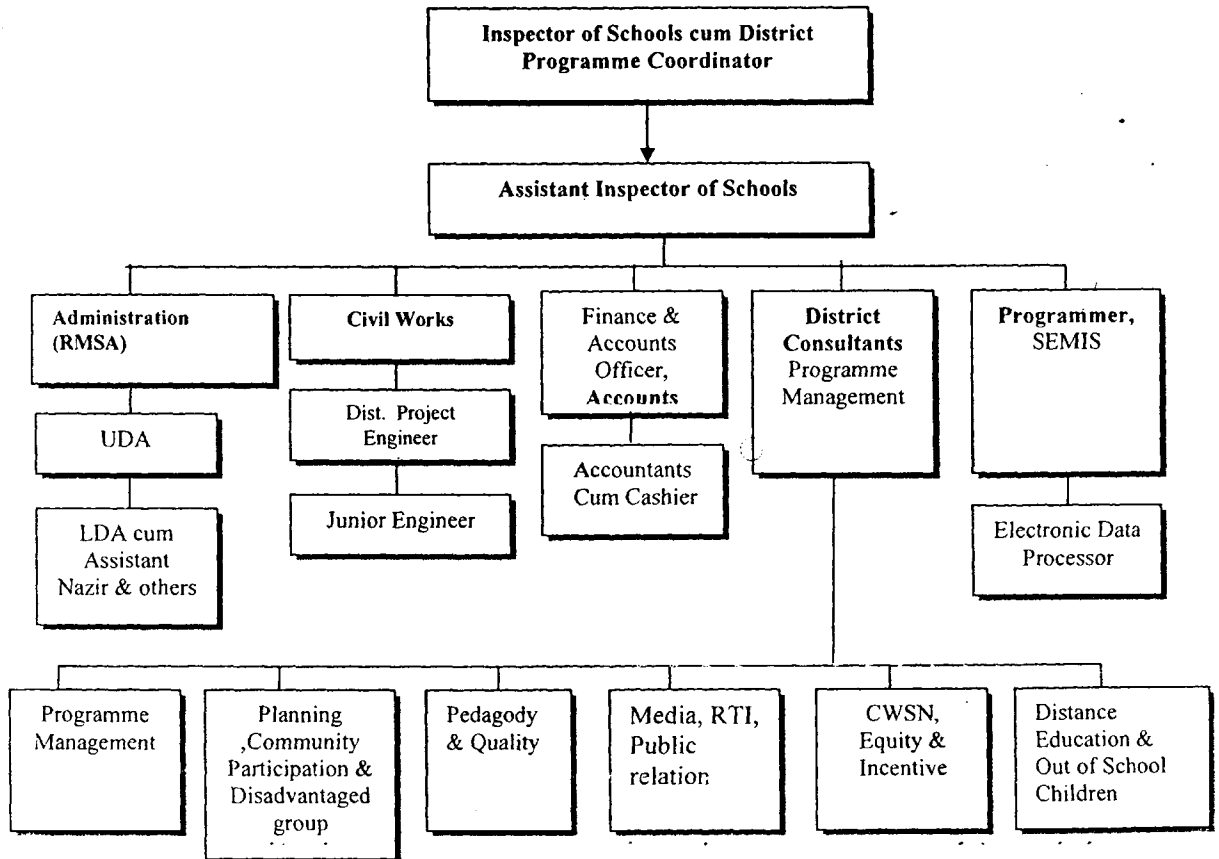 Inspector of Schools cum District
Programme Coordinator
Assistant Inspector of Schools
Administration
(RMSA)
Civil Works
Finance &
Accounts
Officer,
Accounts
District
Consultants
Programme
Management
Programmer,
SEMIS
UDA
Dist. Project
Engineer
Accountants
Cum Cashier
LDA cum
Assistant
Nazir & others
Junior Engineer
Electronic Data
Processor
Programme
Management
Planning
,Community
Participation &
Disadvantaged
group
Pedagody
& Quality
Media, RTI,
Public
relation
CWSN,
Equity &
Incentive
Distance
Education &
Out of School
Children